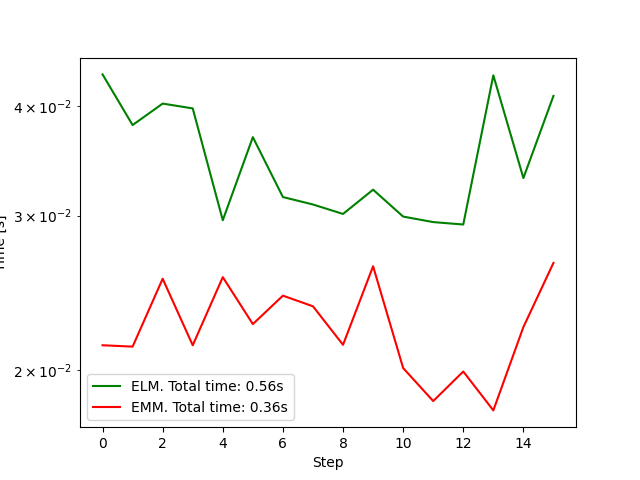 4 × 10⁻²
3 × 10⁻²
2 × 10⁻²
Time [s]
ELM. Total time: 0.56s
EMM. Total time: 0.36s
0 2 4 6 8 10 12 14
Step